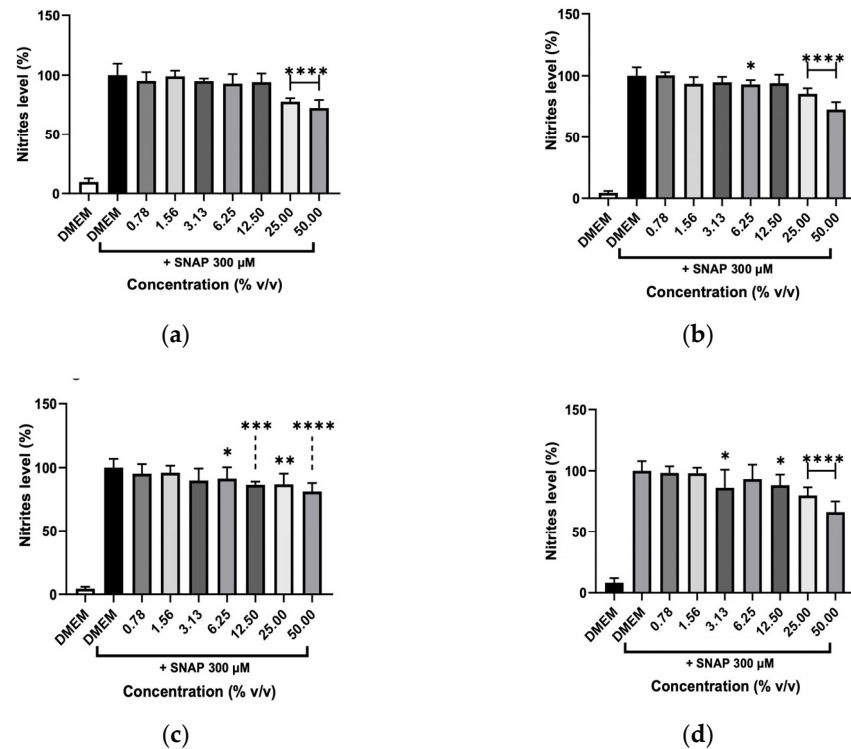 150
****
Nitrites level (%)
100
50
0
DMEM
DMEM
0.78
1.56
3.13
6.25
12.50
25.00
50.00
+ SNAP 300 µM
Concentration (% v/v)
(a)
150
****
*
Nitrites level (%)
100
50
0
DMEM
DMEM
0.78
1.56
3.13
6.25
12.50
25.00
50.00
+ SNAP 300 µM
Concentration (% v/v)
(b)
150
*** ****
* **
Nitrites level (%)
100
50
0
DMEM
DMEM
0.78
1.56
3.13
6.25
12.50
25.00
50.00
+ SNAP 300 µM
Concentration (% v/v)
(c)
150
* * ****
Nitrites level (%)
100
50
0
DMEM
DMEM
0.78
1.56
3.13
6.25
12.50
25.00
50.00
+ SNAP 300 µM
Concentration (% v/v)
(d)